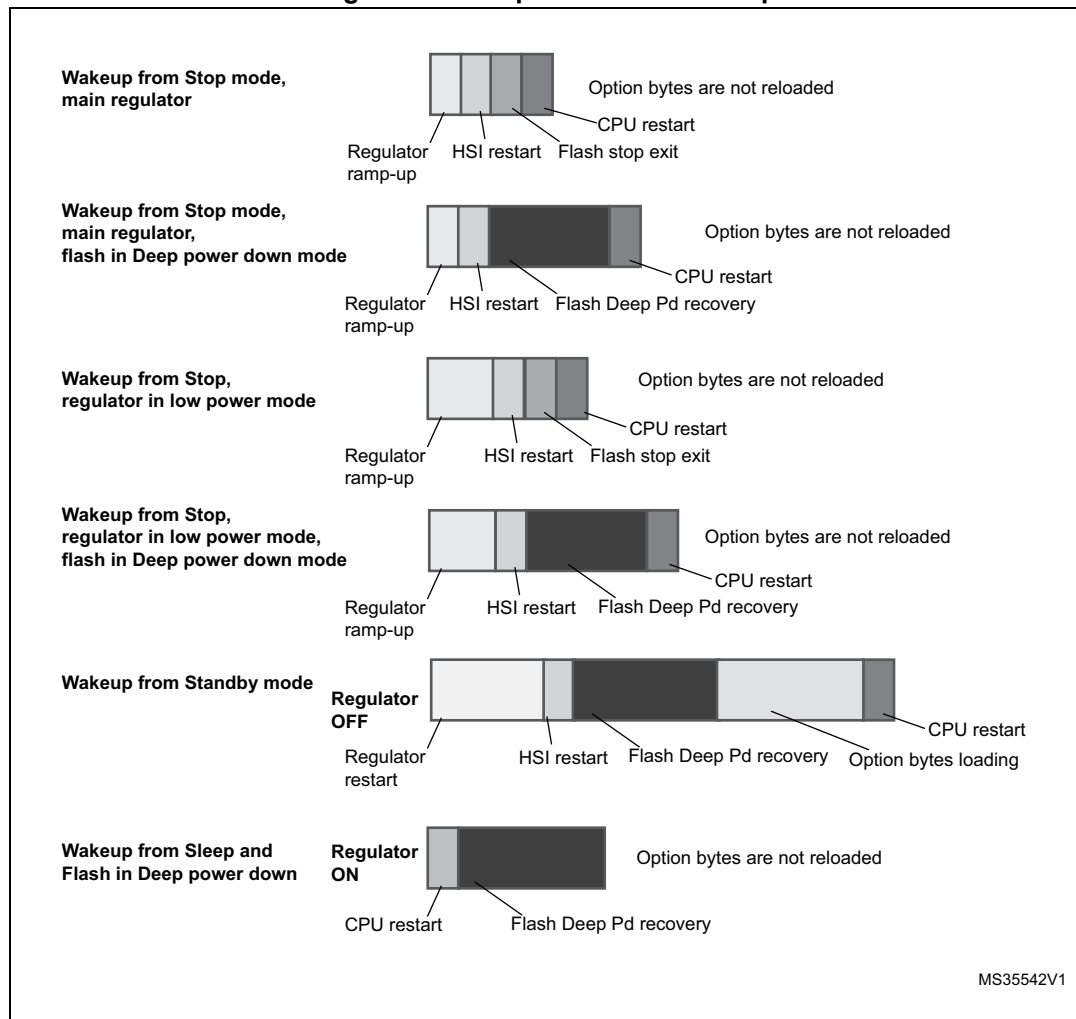 Wakeup from Stop mode,
main regulator
Option bytes are not reloaded
CPU restart
Regulator
ramp-up
HSI restart
Flash stop exit
Wakeup from Stop mode,
main regulator,
flash in Deep power down mode
Option bytes are not reloaded
CPU restart
Regulator
ramp-up
HSI restart
Flash Deep Pd recovery
Wakeup from Stop,
regulator in low power mode
Option bytes are not reloaded
CPU restart
Regulator
ramp-up
HSI restart
Flash stop exit
Wakeup from Stop,
regulator in low power mode,
flash in Deep power down mode
Option bytes are not reloaded
CPU restart
Regulator
ramp-up
HSI restart
Flash Deep Pd recovery
Wakeup from Standby mode
Regulator
OFF
CPU restart
Regulator
restart
HSI restart
Flash Deep Pd recovery
Option bytes loading
Wakeup from Sleep and
Flash in Deep power down
Regulator
ON
Option bytes are not reloaded
CPU restart
Flash Deep Pd recovery
MS35542V1